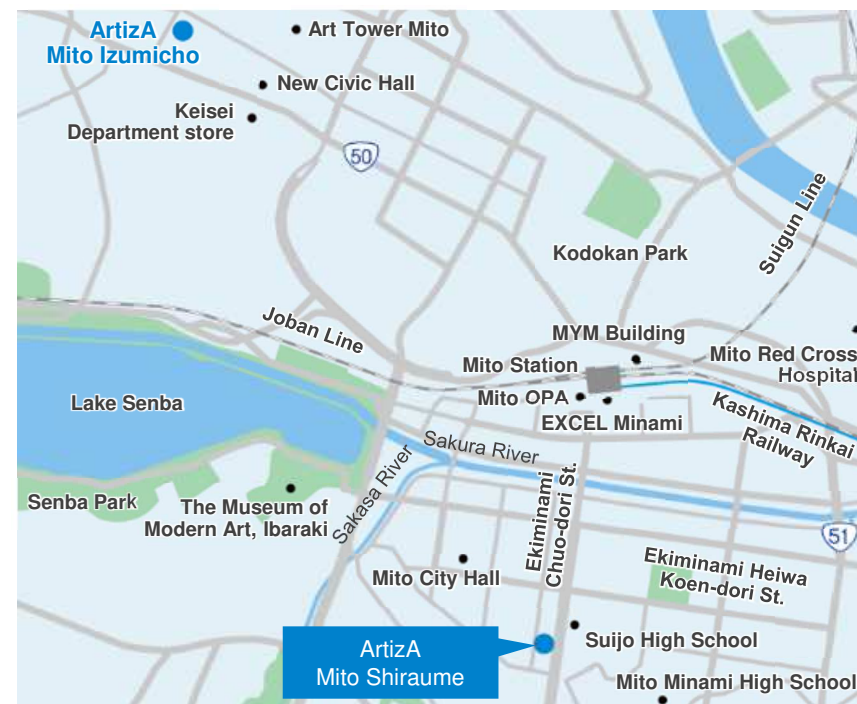 ArtizA
Mito Izumicho
Art Tower Mito
New Civic Hall
Keisei
Department store
50
Suigun Line
Kodokan Park
Joban Line
MYM Building
Mito Station
Mito Red Cross
Hospital
Lake Senba
Mito OPA
EXCEL Minami
Kashima Rinkai
Railway
Sakura River
Sakasa River
Senba Park
The Museum of
Modern Art, Ibaraki
Ekiminami
Chuo-dori St.
51
Ekiminami Heiwa
Koen-dori St.
Mito City Hall
ArtizA
Mito Shiraume
Suijo High School
Mito Minami High School